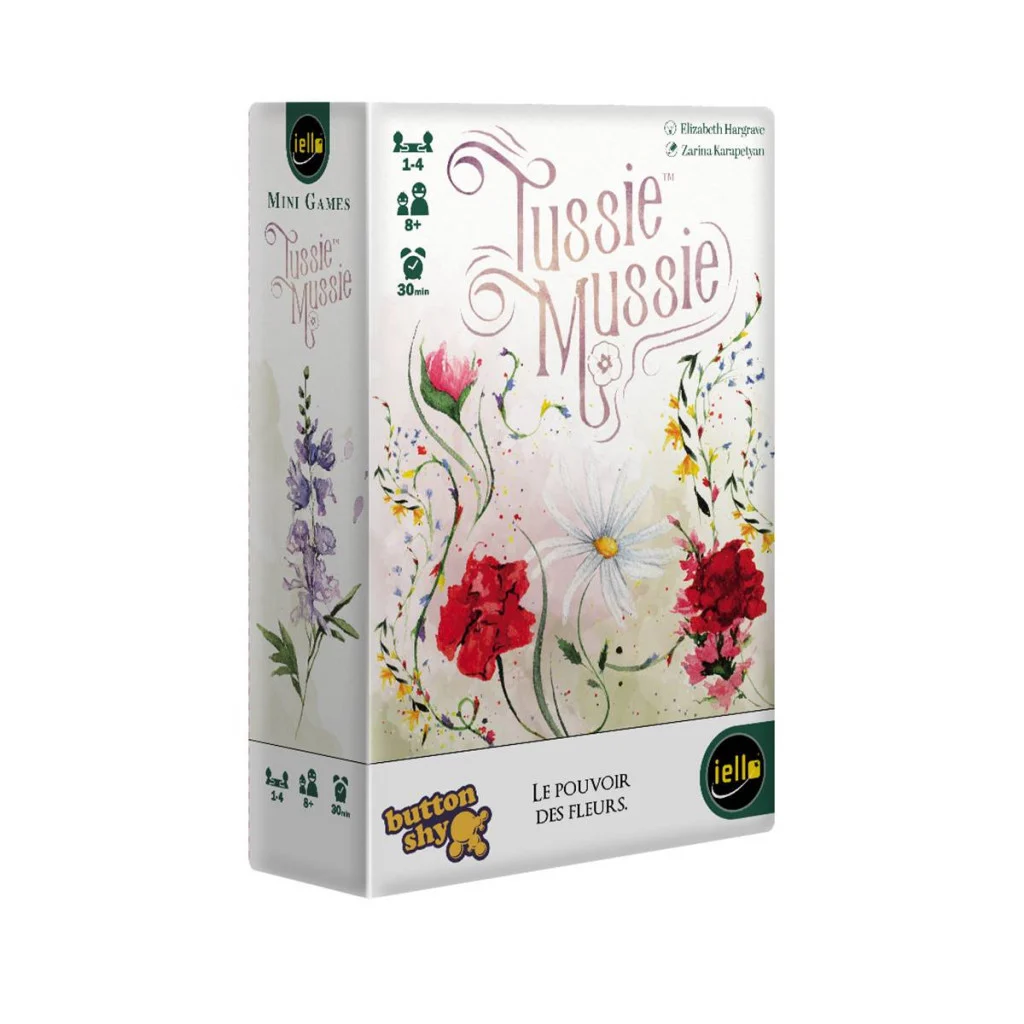 iello
MINI GAMES
Tussie™
Mussie
1-4
8+
30min
1-4
8+
30min
Elizabeth Hargrave
Zarina Karapetyan
Tussie™
Mussie
button
shy
LE POUVOIR
DES FLEURS.
iello